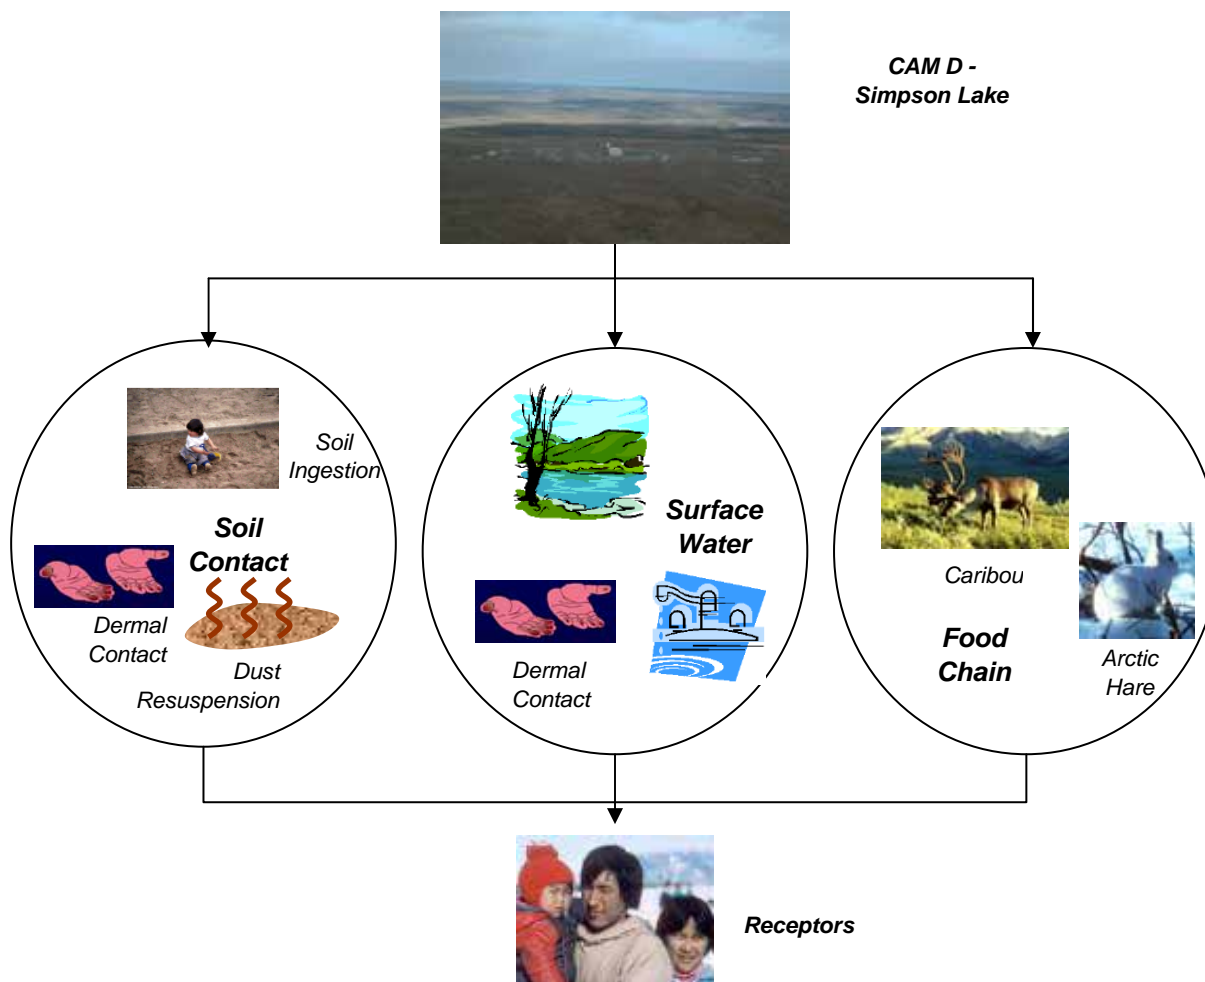 CAM D -
Simpson Lake
Soil
Ingestion
Soil
Contact
Dermal
Contact
Dust
Resuspension
Surface
Water
Dermal
Contact
Caribou
Food
Chain
Arctic
Hare
Receptors